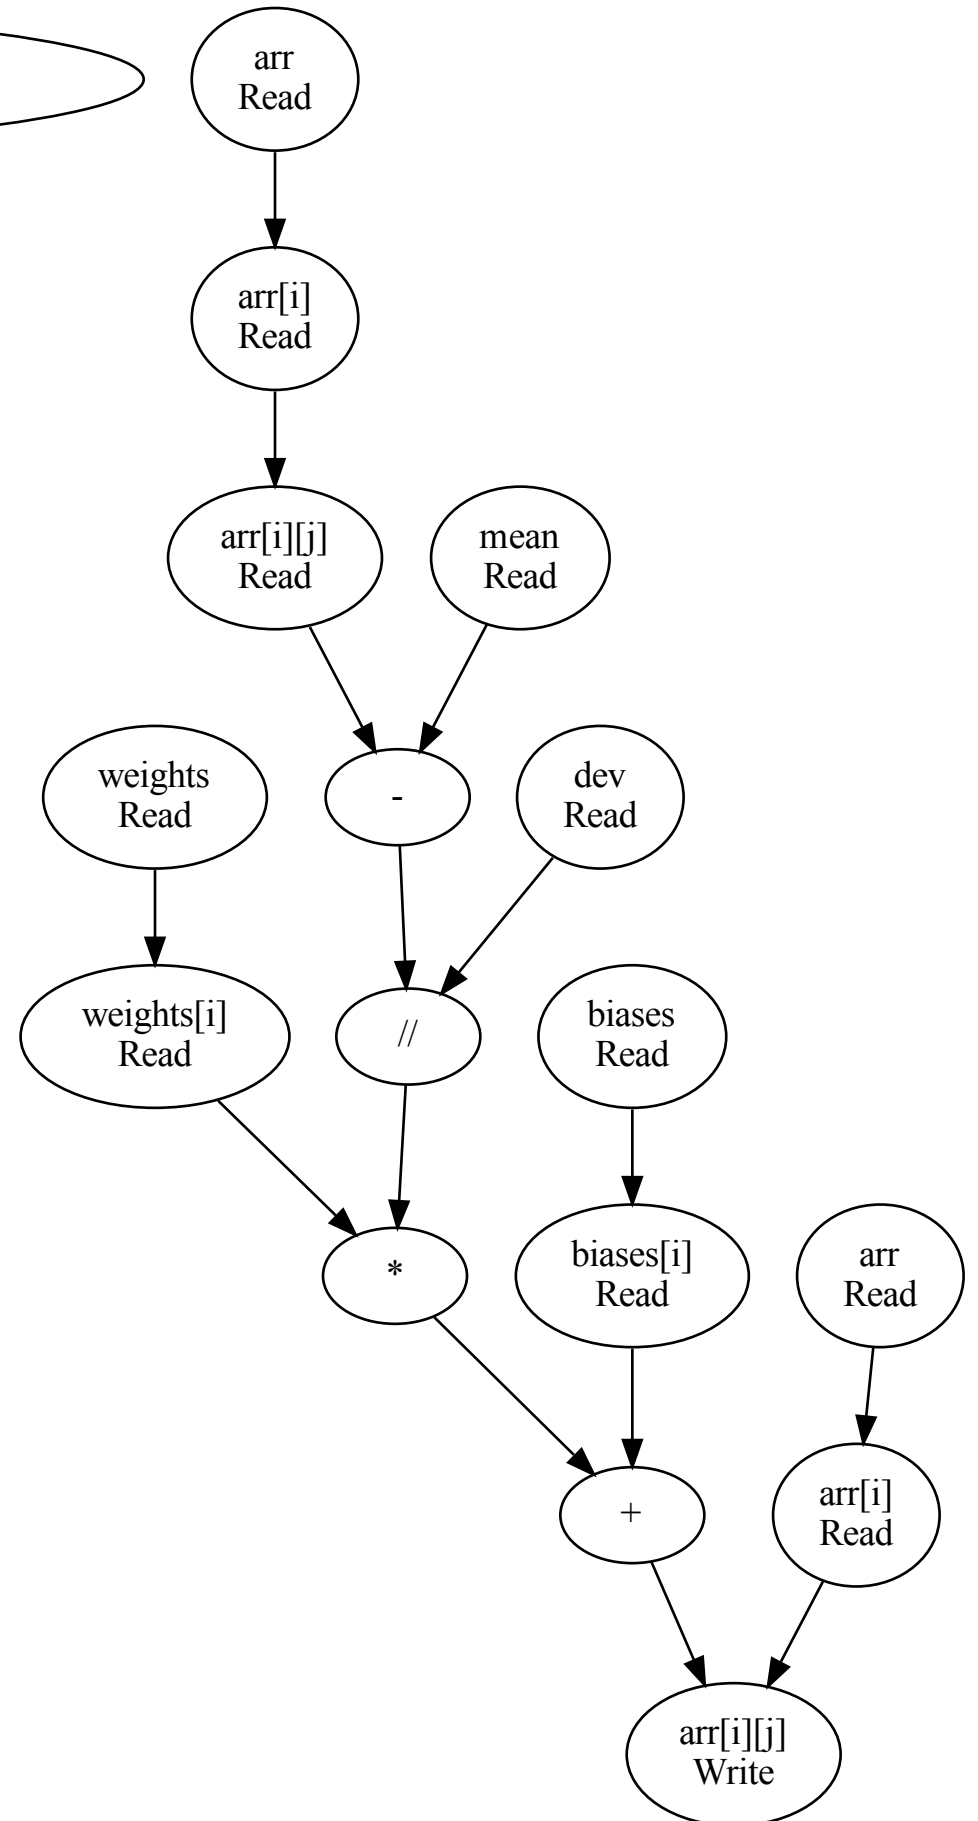 arr
Read
arr[i]
Read
arr[i][j]
Read
mean
Read
weights
Read
-
dev
Read
weights[i]
Read
//
biases
Read
*
biases[i]
Read
arr
Read
+
arr[i]
Read
arr[i][j]
Write